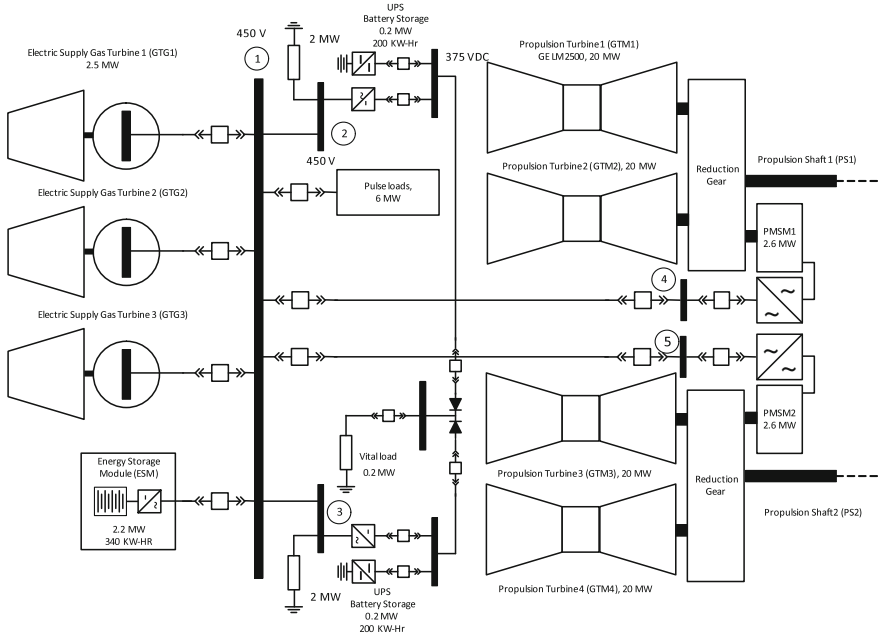 UPS
Battery Storage
0.2 MW
200 KW-Hr
450 V
2 MW
Electric Supply Gas Turbine 1 (GTG1)
2.5 MW
1
375 VDC
Propulsion Turbine1 (GTM1)
GE LM2500, 20 MW
2
450 V
Pulse loads,
6 MW
Propulsion Turbine2 (GTM2), 20 MW
Reduction
Gear
Propulsion Shaft 1 (PS1)
Electric Supply Gas Turbine 2 (GTG2)
PMSM1
2.6 MW
4
~
~
Electric Supply Gas Turbine 3 (GTG3)
5
~
~
PMSM2
2.6 MW
Vital load
0.2 MW
Energy Storage
Module (ESM)
2.2 MW
340 KW-HR
Propulsion Turbine3 (GTM3), 20 MW
Reduction
Gear
Propulsion Shaft2 (PS2)
3
2 MW
UPS
Battery Storage
0.2 MW
200 KW-Hr
Propulsion Turbine4 (GTM4), 20 MW